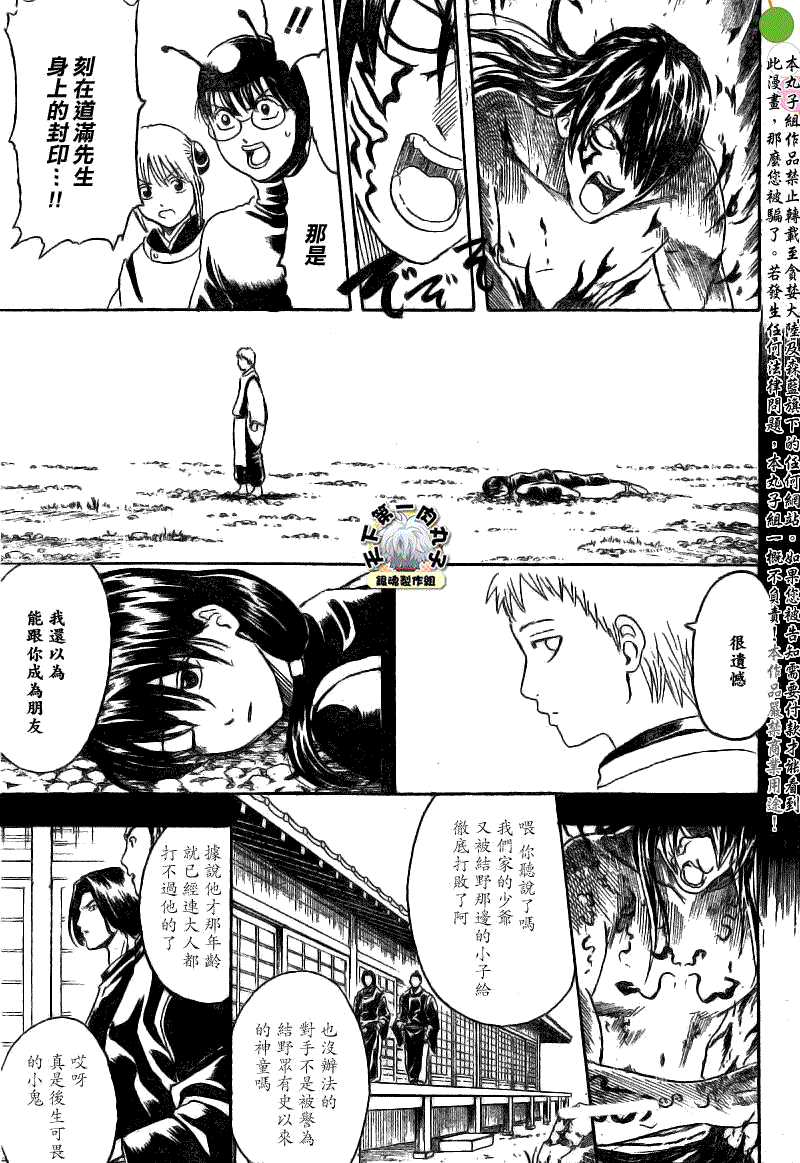 那是
刻在道滿先生
身上的封印…!!
!!
很遺憾
我還以為
能跟你成為朋友
喂 你聽說了嗎
我們家的少爺
又被結野那邊的小子給
徹底打敗了阿
也沒辦法的
對手不是被譽為
結野眾有史以來
的神童嗎
據說他才那年齡
就已經連大人都
打不過他的了
哎呀
真是後生可畏
的小鬼
天下第一肉丸子
銀魂製作組
本丸子組作品禁止轉載至貪婪大陸及森藍旗下的任何網站。如果您被告知需要付款才能看到
此漫畫，那麼您被騙了。若發生任何法律問題，本丸子組一概不負責！本作品嚴禁商業用途！